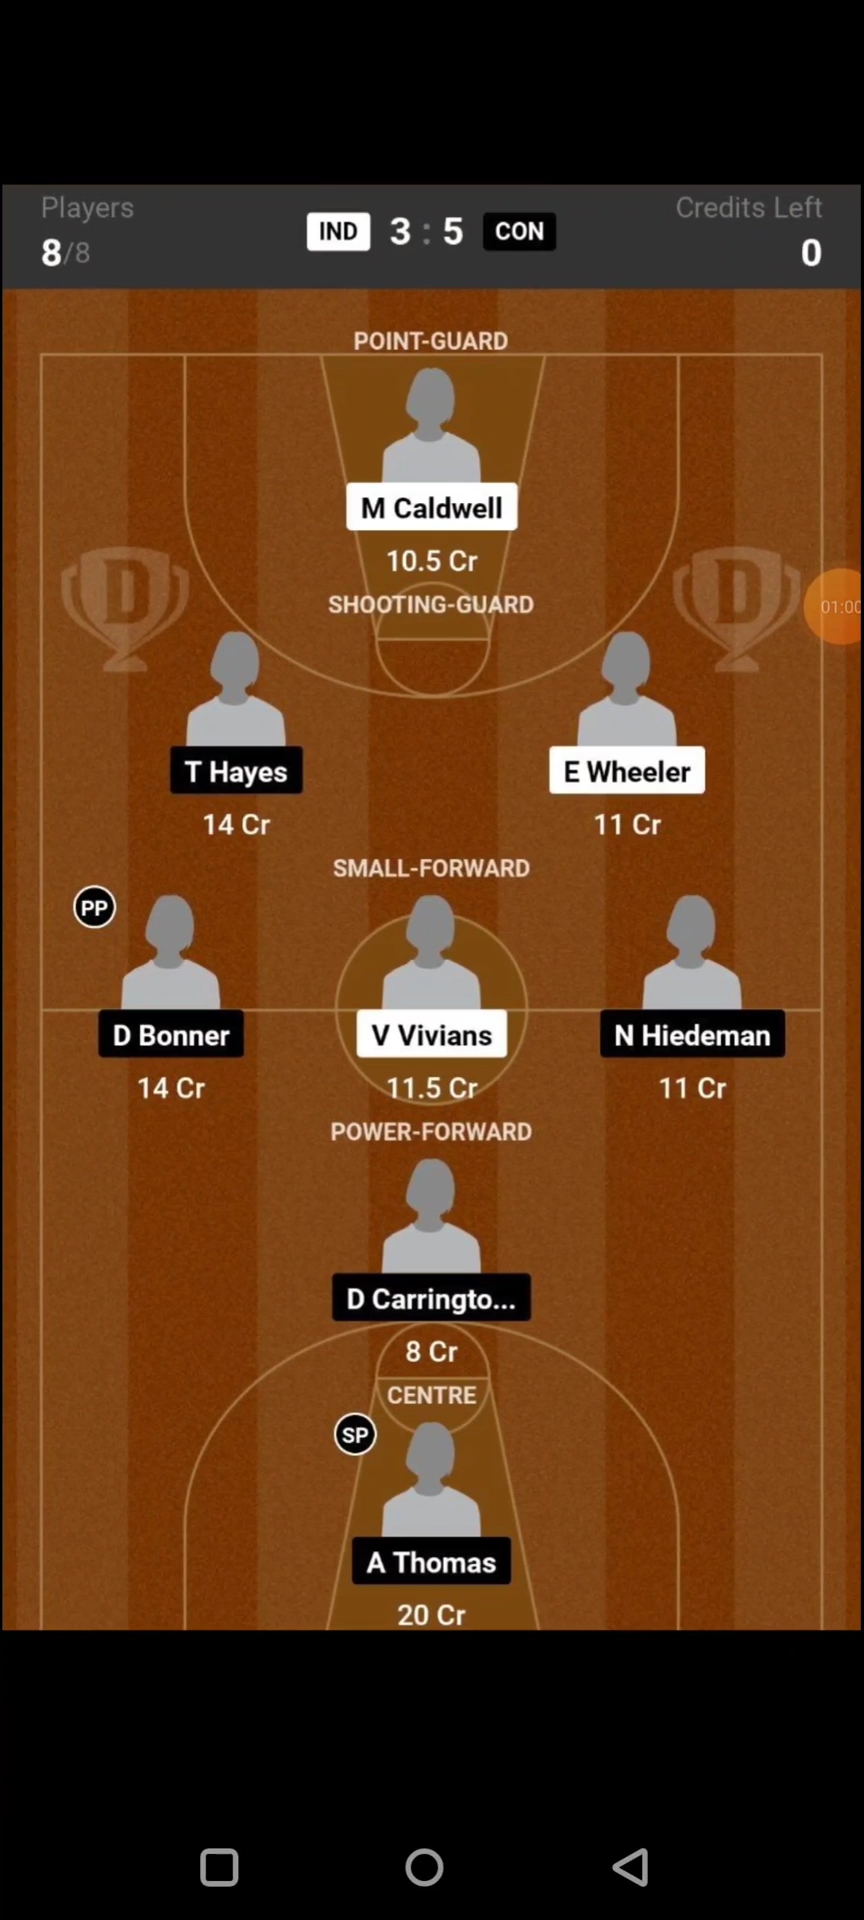 Players
8/8
IND 3 : 5 CON
Credits Left
0
POINT-GUARD
M Caldwell
10.5 Cr
SHOOTING-GUARD
D
D
01:00
T Hayes
14 Cr
E Wheeler
11 Cr
SMALL-FORWARD
PP
D Bonner
14 Cr
V Vivians
11.5 Cr
N Hiedeman
11 Cr
POWER-FORWARD
D Carringto...
8 Cr
CENTRE
SP
A Thomas
20 Cr